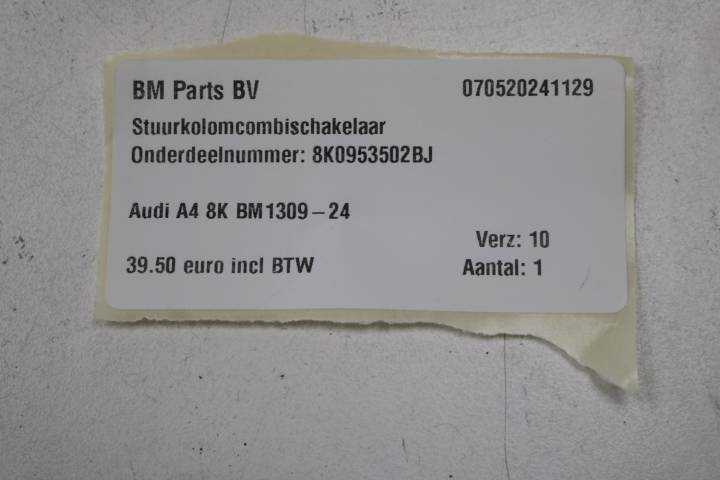 BM Parts BV 070520241129
Stuurkolomcombischakelaar
Onderdeelnummer: 8K0953502BJ
Audi A4 8K BM1309-24
Verz: 10
39.50 euro incl BTW Aantal: 1